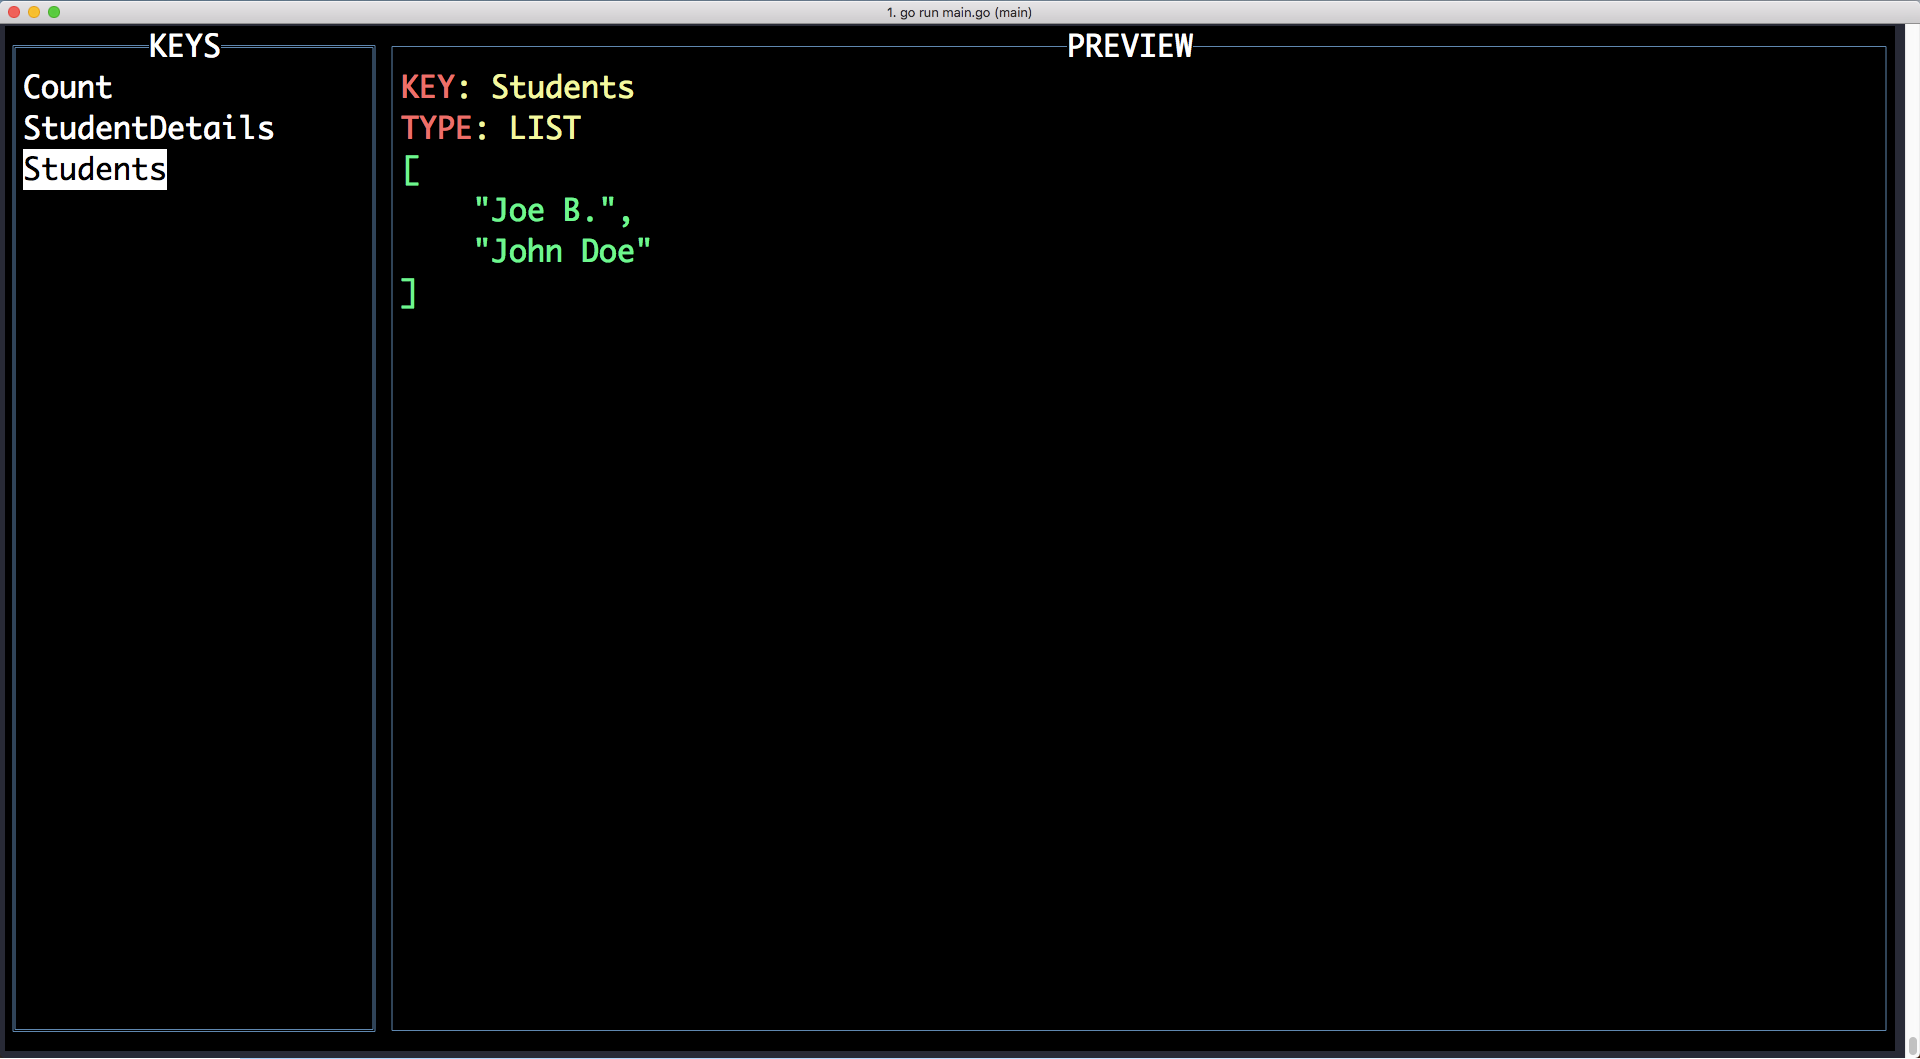 1. go run main.go (main)
KEYS
Count
StudentDetails
Students
PREVIEW
KEY: Students
TYPE: LIST
[
    "Joe B.",
    "John Doe"
]